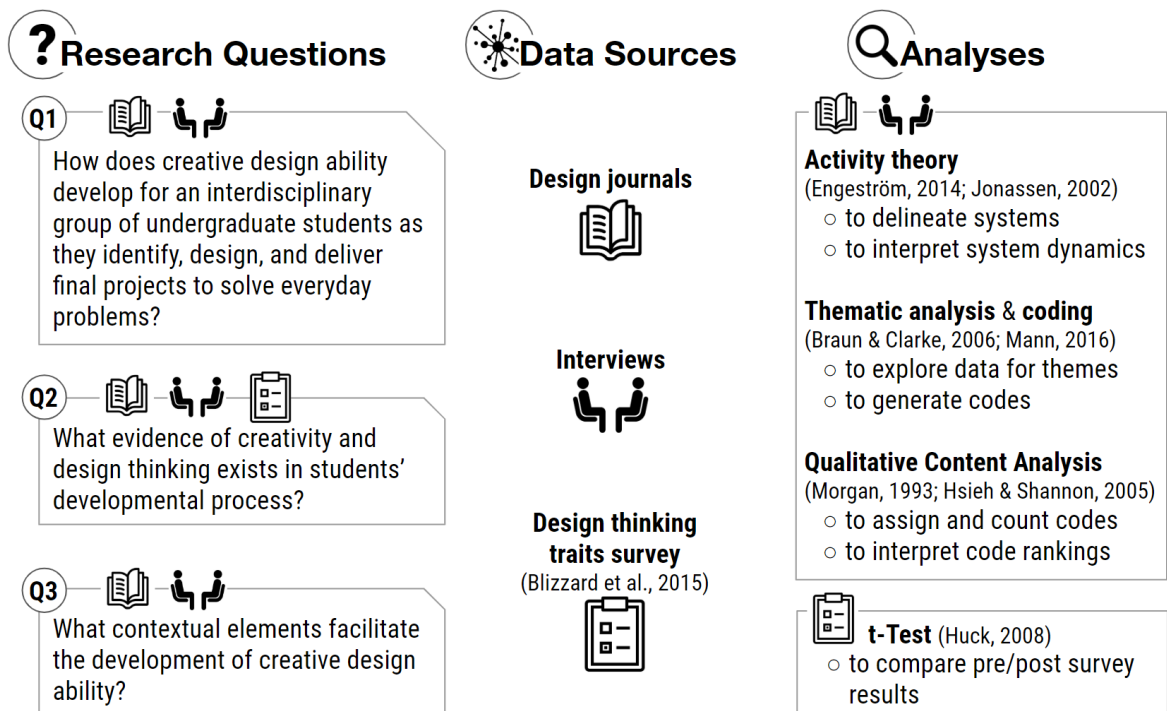 Research Questions
Q1
How does creative design ability
develop for an interdisciplinary
group of undergraduate students as
they identify, design, and deliver
final projects to solve everyday
problems?
Q2
What evidence of creativity and
design thinking exists in students’
developmental process?
Q3
What contextual elements facilitate
the development of creative design
ability?
Data Sources
Design journals
Interviews
Design thinking
traits survey
(Blizzard et al., 2015)
Analyses
Activity theory
(Engeström, 2014; Jonassen, 2002)
○ to delineate systems
○ to interpret system dynamics
Thematic analysis & coding
(Braun & Clarke, 2006; Mann, 2016)
○ to explore data for themes
○ to generate codes
Qualitative Content Analysis
(Morgan, 1993; Hsieh & Shannon, 2005)
○ to assign and count codes
○ to interpret code rankings
t-Test (Huck, 2008)
○ to compare pre/post survey
results